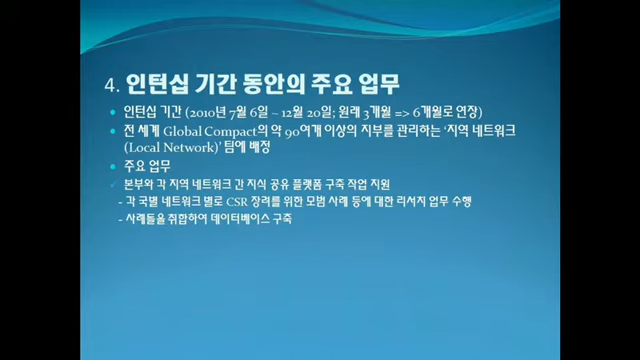 4. 인턴십 기간 동안의 주요 업무
인턴십 기간 (2010년 7월 6일 ~ 12월 20일; 원래 3개월 => 6개월로 연장)
전 세계 Global Compact의 약 90여개 이상의 지부를 관리하는 '지역 네트워크
(Local Network)' 팀에 배정
주요 업무
본부와 각 지역 네트워크 간 지식 공유 플랫폼 구축 작업 지원
- 각 국별 네트워크 별로 CSR 장려를 위한 모범 사례 등에 대한 리서치 업무 수행
- 사례들을 취합하여 데이터베이스 구축